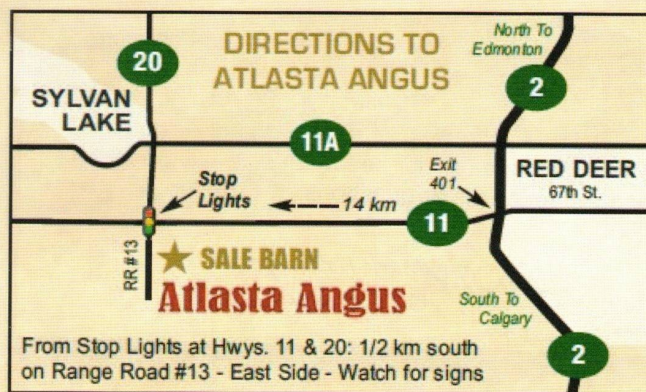 DIRECTIONS TO
ATLASTA ANGUS
North To
Edmonton
20
2
SYLVAN
LAKE
11A
Exit
401
RED DEER
67th St.
Stop
Lights
14 km
11
RR #13
SALE BARN
Atlasta Angus
South To
Calgary
2
From Stop Lights at Hwys. 11 & 20: 1/2 km south
on Range Road #13 - East Side - Watch for signs